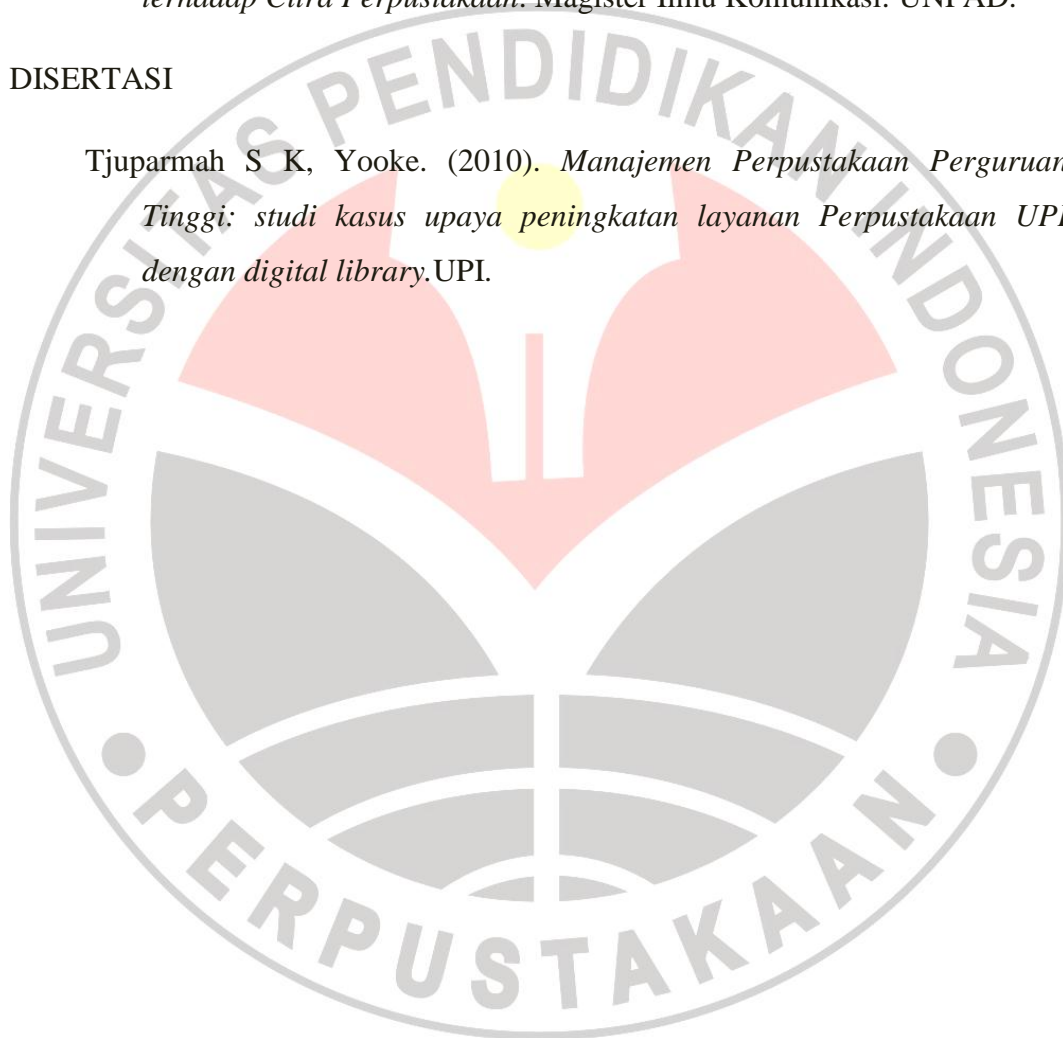 terhadap Citra Perpustakaan. Magister Ilmu Komunikasi. UNPAD.
DISERTASI
Tjuparmah S K, Yooke. (2010). Manajemen Perpustakaan Perguruan
Tinggi: studi kasus upaya peningkatan layanan Perpustakaan UPI
dengan digital library.UPI.
UNIVERSITAS PENDIDIKAN INDONESIA
PERPUSTAKAAN